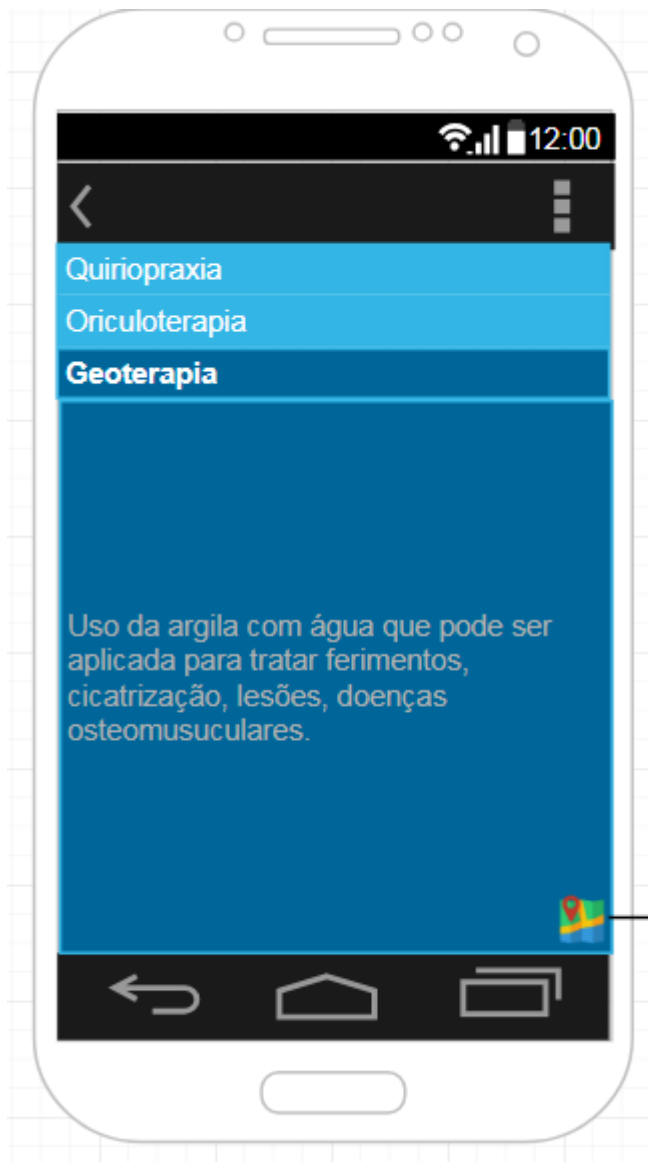 12:00
Quiriopraxia
Oriculoterapia
Geoterapia
Uso da argila com água que pode ser
aplicada para tratar ferimentos,
cicatrização, lesões, doenças
osteomusuculares.